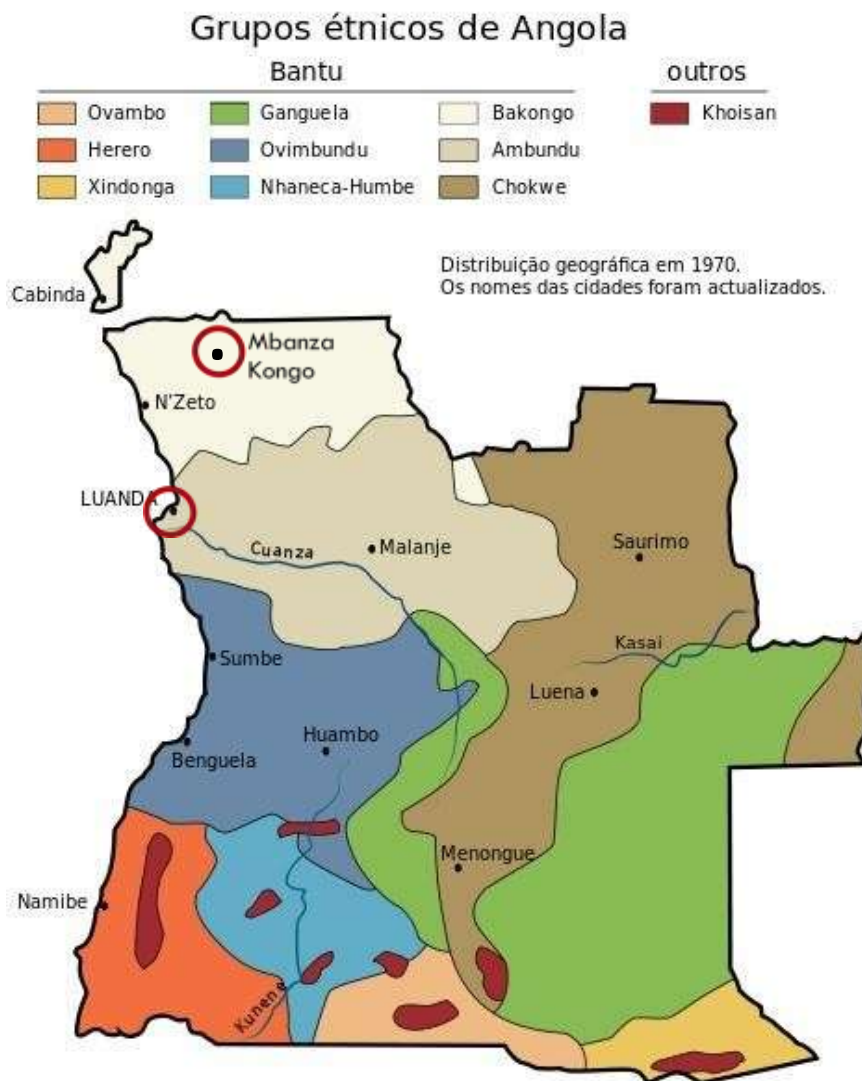 Grupos étnicos de Angola
Bantu
outros
Ovambo
Ganguela
Bakongo
Khoisan
Herero
Ovimbundu
Ambundu
Xindonga
Nhaneca-Humbe
Chokwe
Distribuição geográfica em 1970.
Os nomes das cidades foram actualizados.
Cabinda
Mbanza
Kongo
N'Zeto
LUANDA
Cuanza
Malanje
Saurimo
Kasai
Sumbe
Luena
Huambo
Benguela
Menongue
Namibe
Kunene